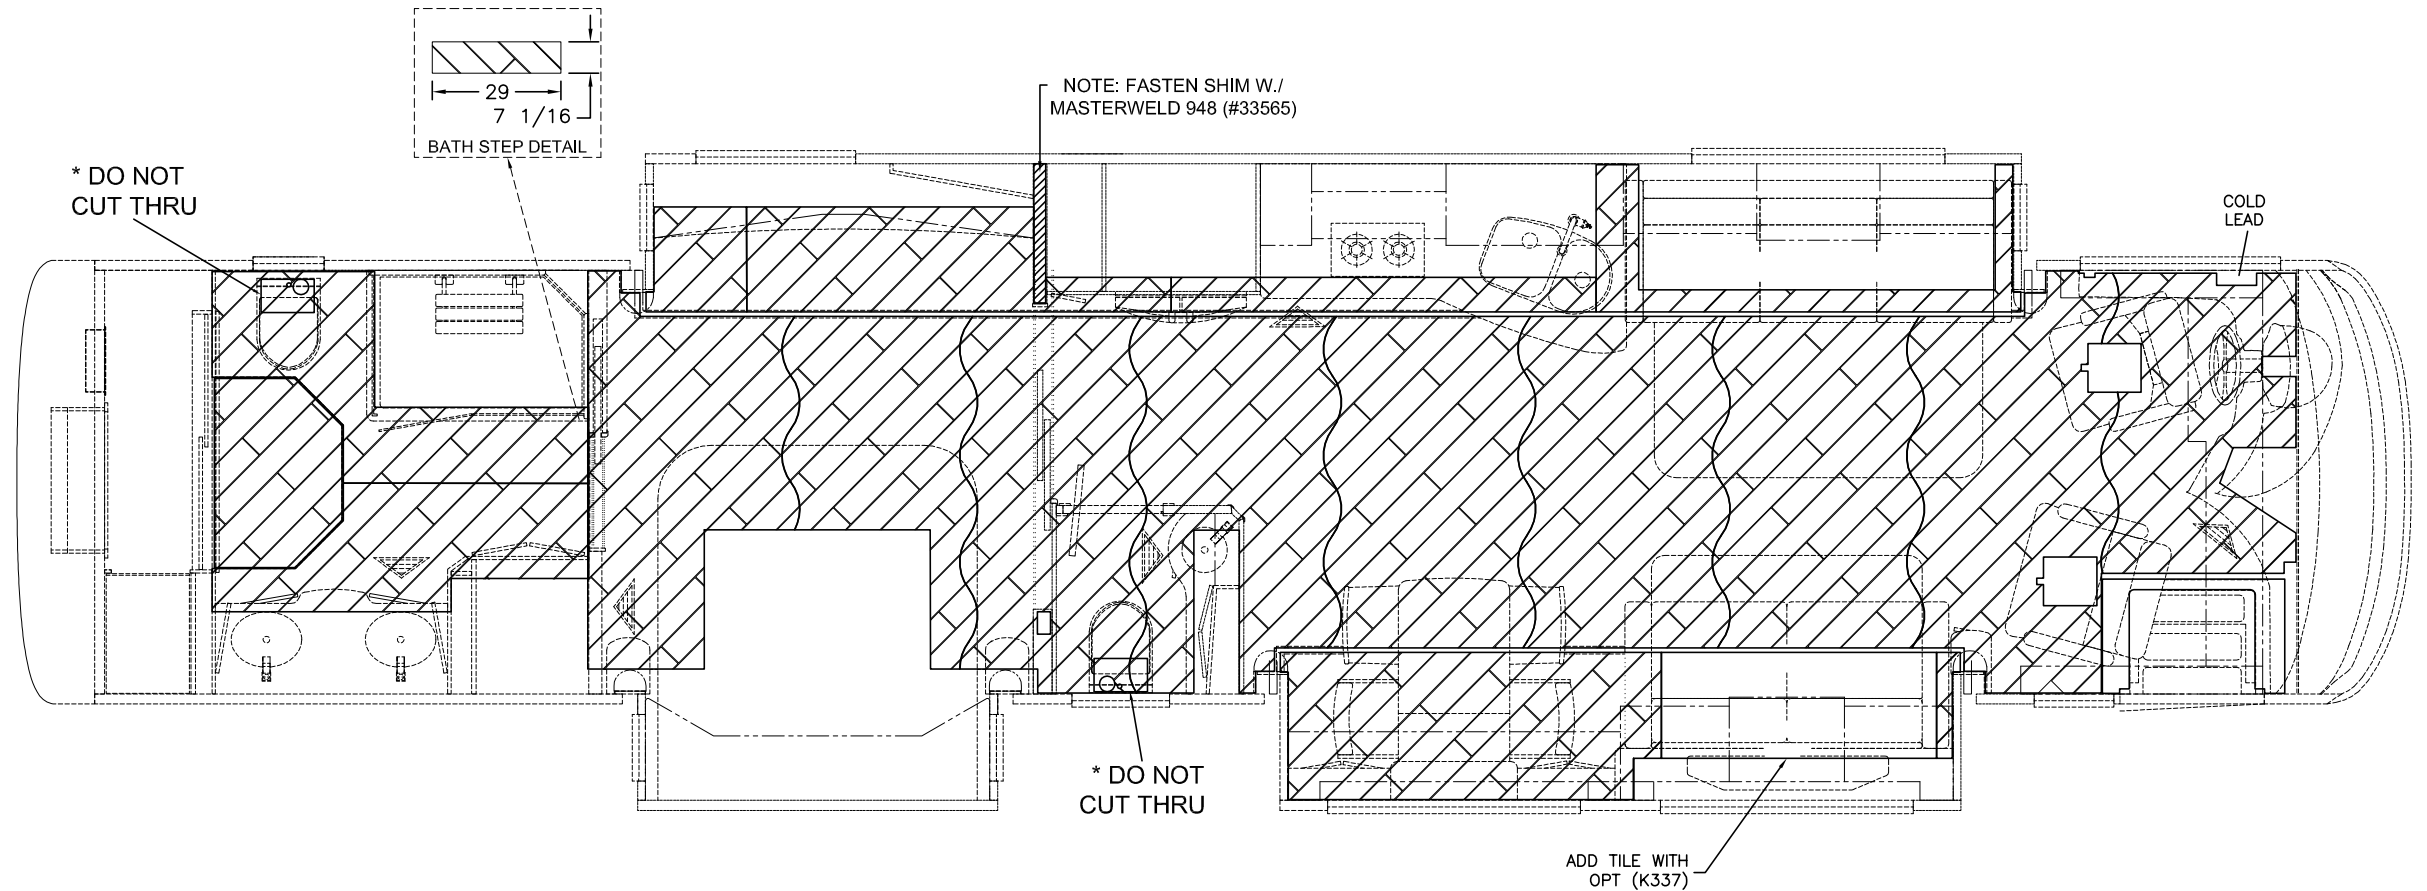 29
7 1/16
BATH STEP DETAIL
NOTE: FASTEN SHIM W./
MASTERWELD 948 (#33565)
* DO NOT
CUT THRU
COLD
LEAD
* DO NOT
CUT THRU
ADD TILE WITH
OPT (K337)